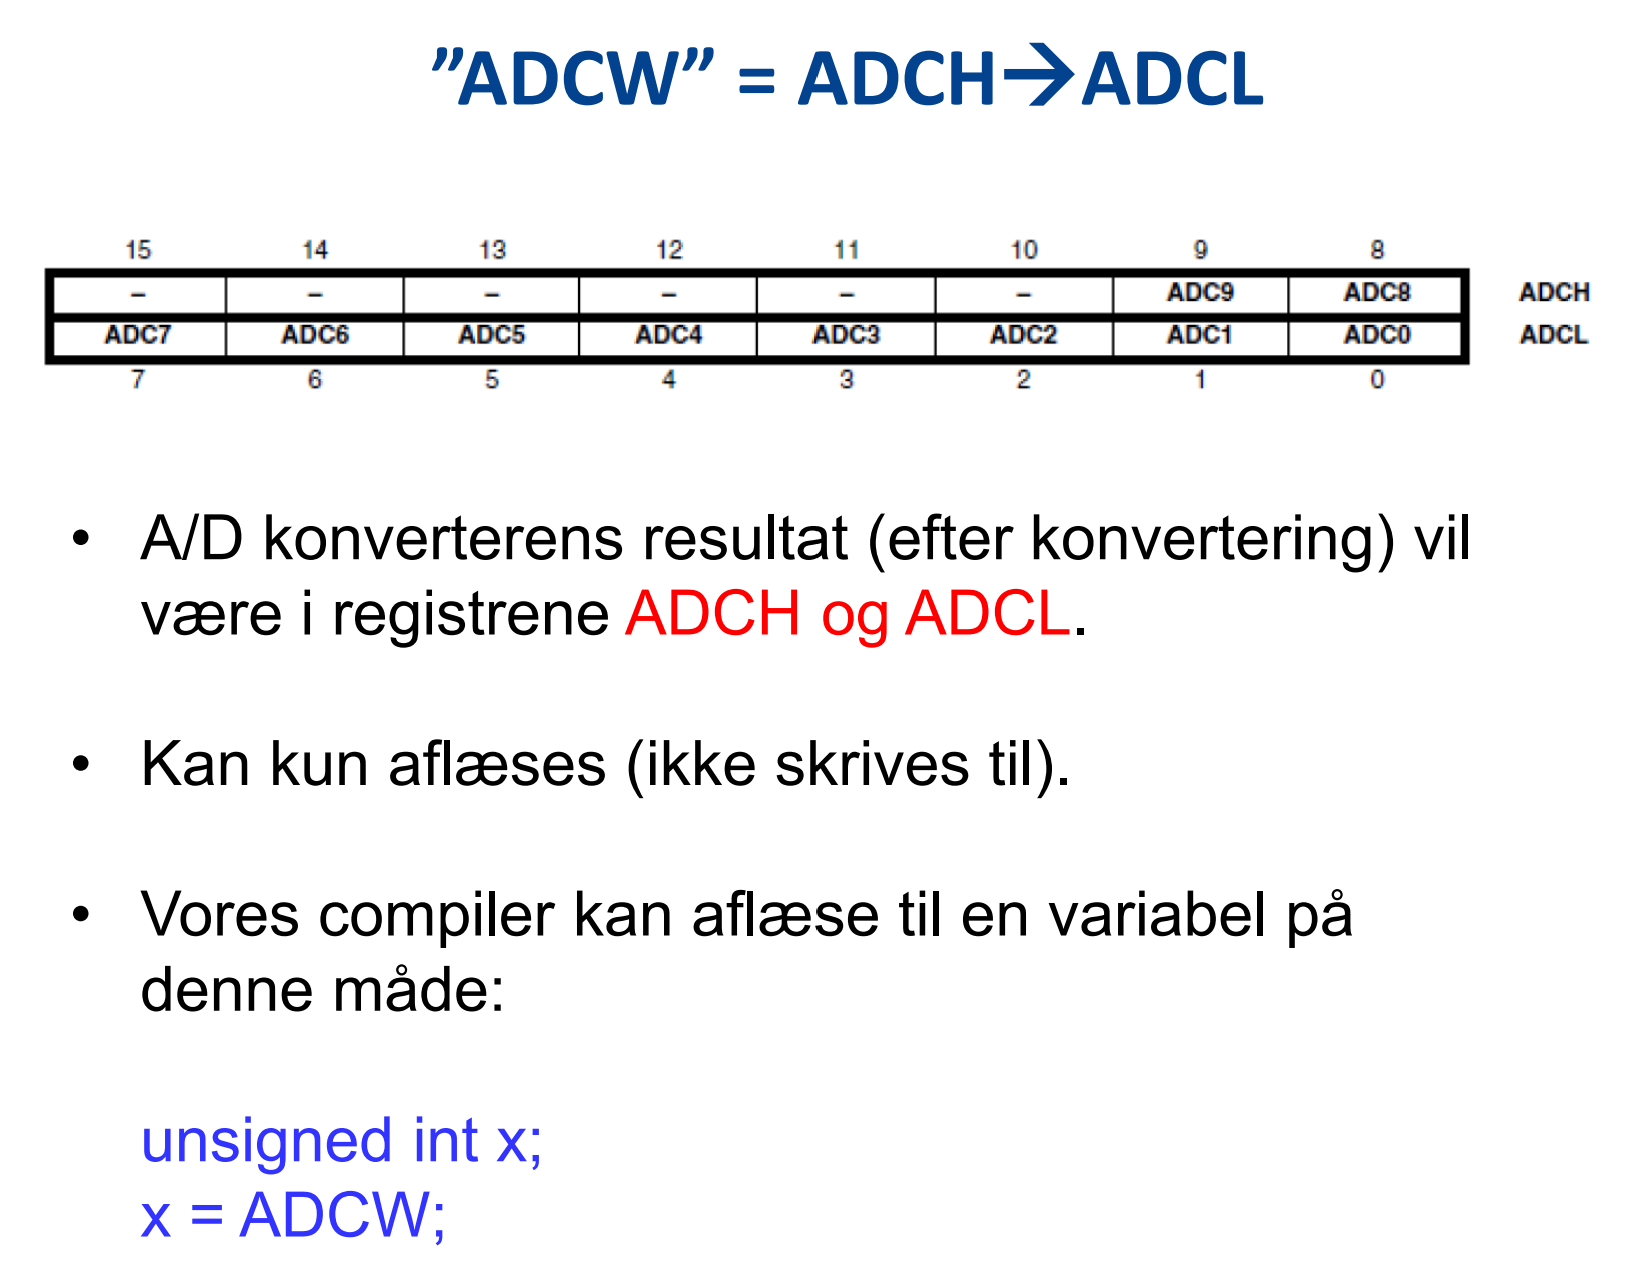 ”ADCW” = ADCH→ADCL
15 14 13 12 11 10 9 8
– – – – – – ADC9 ADC8 ADCH
ADC7 ADC6 ADC5 ADC4 ADC3 ADC2 ADC1 ADC0 ADCL
7 6 5 4 3 2 1 0
• A/D konverterens resultat (efter konvertering) vil
være i registrene ADCH og ADCL.
• Kan kun aflæses (ikke skrives til).
• Vores compiler kan aflæse til en variabel på
denne måde:
unsigned int x;
x = ADCW;